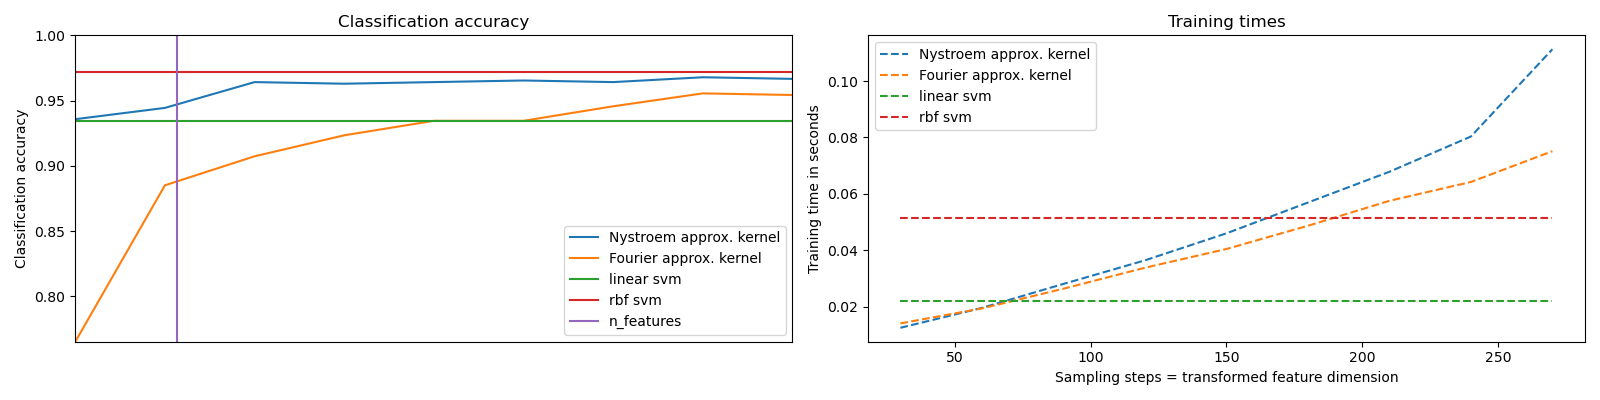 Classification accuracy
Classification accuracy
1.00
0.95
0.90
0.85
0.80
Nystroem approx. kernel
Fourier approx. kernel
linear svm
rbf svm
n_features
Training times
Training time in seconds
0.10
0.08
0.06
0.04
0.02
Nystroem approx. kernel
Fourier approx. kernel
linear svm
rbf svm
50 100 150 200 250
Sampling steps = transformed feature dimension